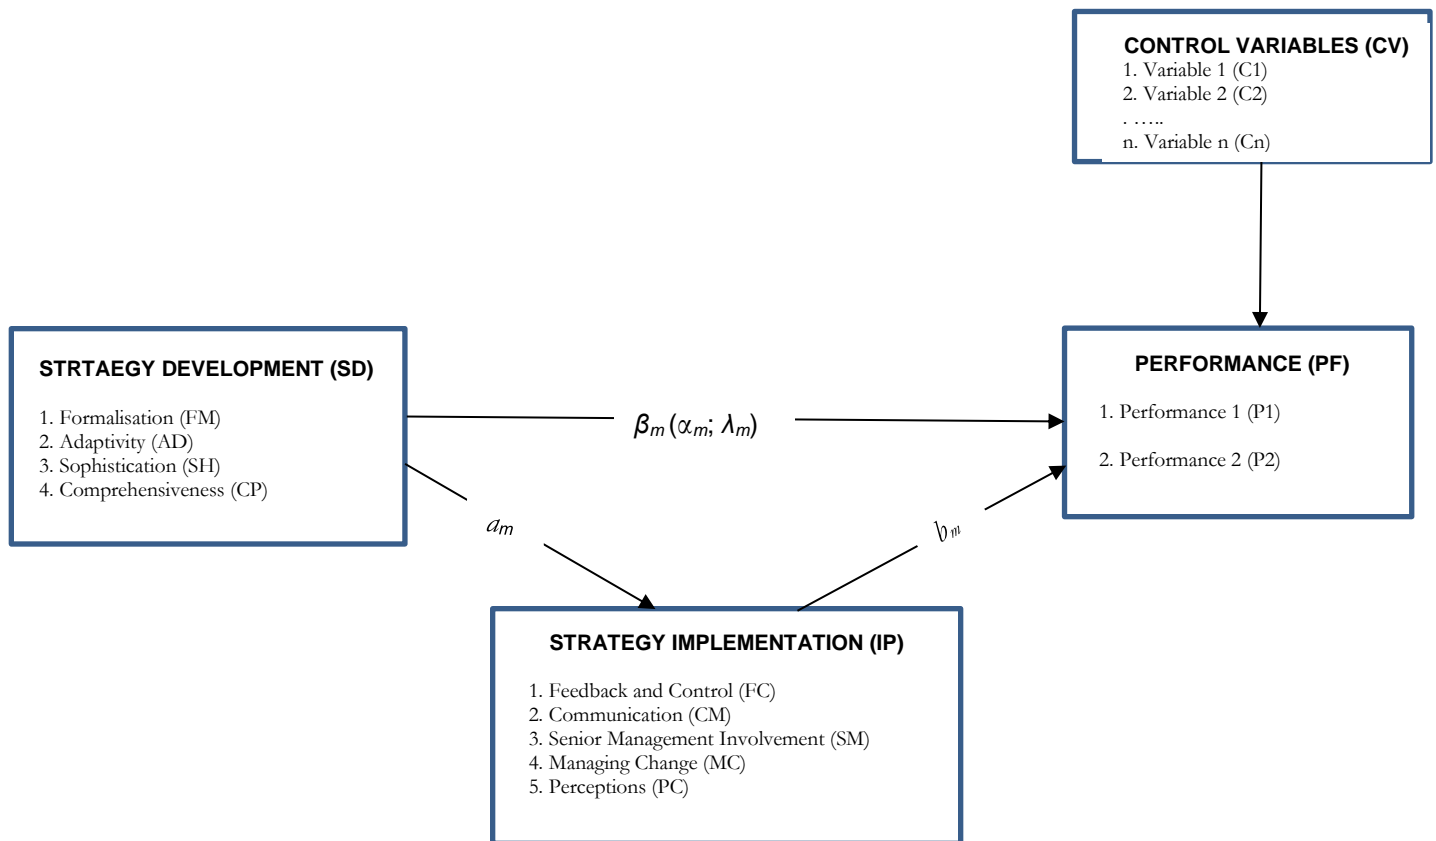 CONTROL VARIABLES (CV)
1. Variable 1 (C1)
2. Variable 2 (C2)
. …..
n. Variable n (Cn)
STRTAEGY DEVELOPMENT (SD)
1. Formalisation (FM)
2. Adaptivity (AD)
3. Sophistication (SH)
4. Comprehensiveness (CP)
βm (αm; λm)
PERFORMANCE (PF)
1. Performance 1 (P1)
2. Performance 2 (P2)
am
bm
STRATEGY IMPLEMENTATION (IP)
1. Feedback and Control (FC)
2. Communication (CM)
3. Senior Management Involvement (SM)
4. Managing Change (MC)
5. Perceptions (PC)